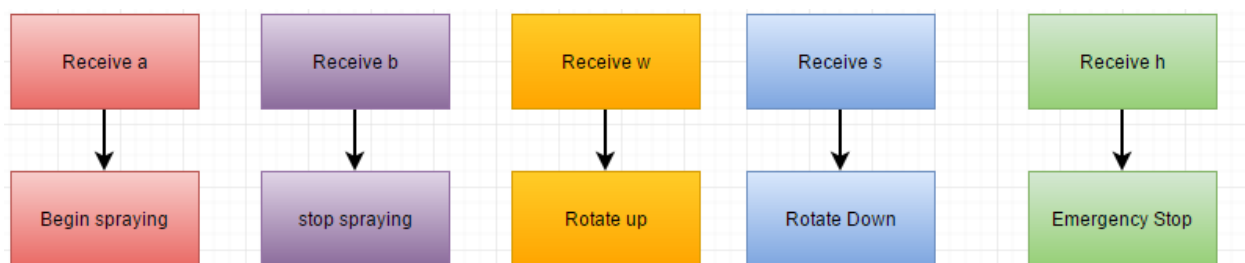 Receive a
Receive b
Receive w
Receive s
Receive h
Begin spraying
stop spraying
Rotate up
Rotate Down
Emergency Stop